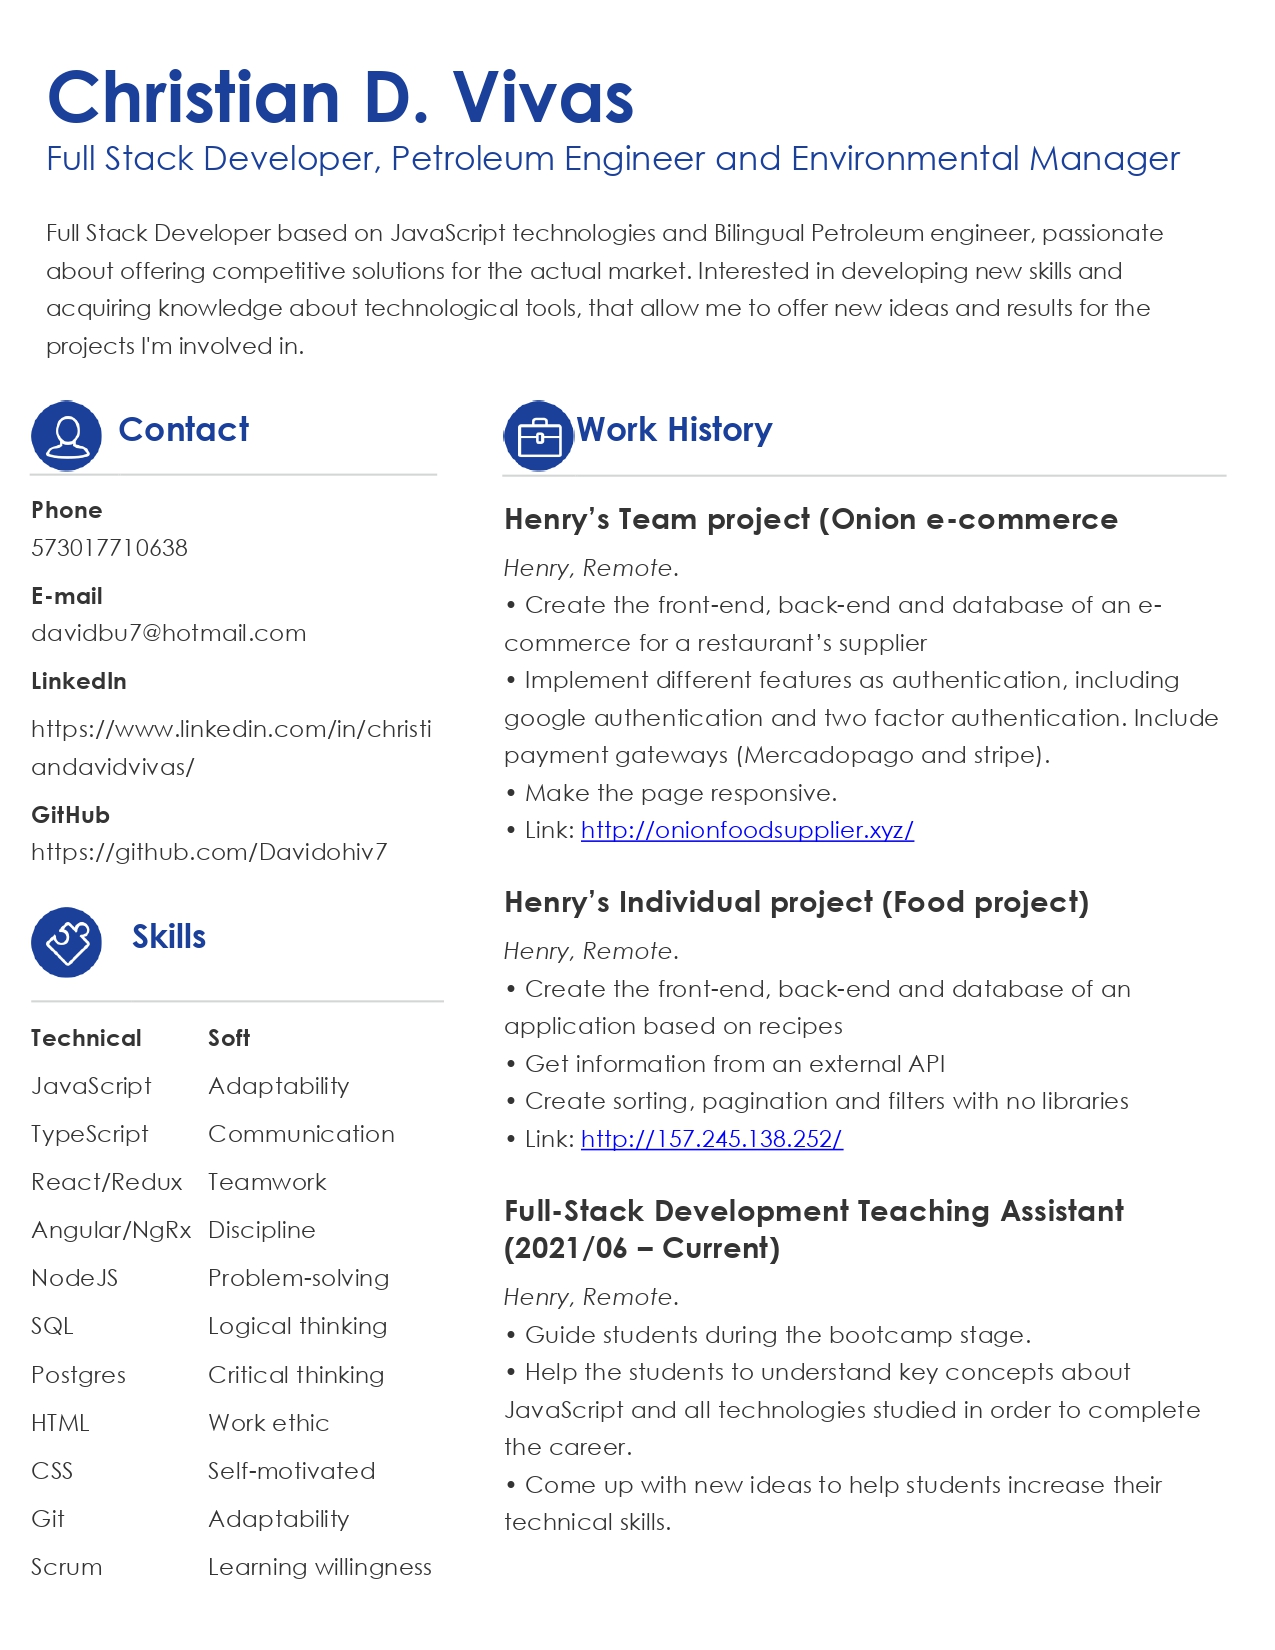 Christian D. Vivas
Full Stack Developer, Petroleum Engineer and Environmental Manager
Full Stack Developer based on JavaScript technologies and Bilingual Petroleum engineer, passionate
about offering competitive solutions for the actual market. Interested in developing new skills and
acquiring knowledge about technological tools, that allow me to offer new ideas and results for the
projects I'm involved in.
Contact
Phone
573017710638
E-mail
davidbu7@hotmail.com
LinkedIn
https://www.linkedin.com/in/christi
andavidvivas/
GitHub
https://github.com/Davidohiv7
Skills
Technical Soft
JavaScript Adaptability
TypeScript Communication
React/Redux Teamwork
Angular/NgRx Discipline
NodeJS Problem-solving
SQL Logical thinking
Postgres Critical thinking
HTML Work ethic
CSS Self-motivated
Git Adaptability
Scrum Learning willingness
Work History
Henry’s Team project (Onion e-commerce
Henry, Remote.
• Create the front-end, back-end and database of an e-
commerce for a restaurant’s supplier
• Implement different features as authentication, including
google authentication and two factor authentication. Include
payment gateways (Mercadopago and stripe).
• Make the page responsive.
• Link: http://onionfoodsupplier.xyz/
Henry’s Individual project (Food project)
Henry, Remote.
• Create the front-end, back-end and database of an
application based on recipes
• Get information from an external API
• Create sorting, pagination and filters with no libraries
• Link: http://157.245.138.252/
Full-Stack Development Teaching Assistant
(2021/06 – Current)
Henry, Remote.
• Guide students during the bootcamp stage.
• Help the students to understand key concepts about
JavaScript and all technologies studied in order to complete
the career.
• Come up with new ideas to help students increase their
technical skills.